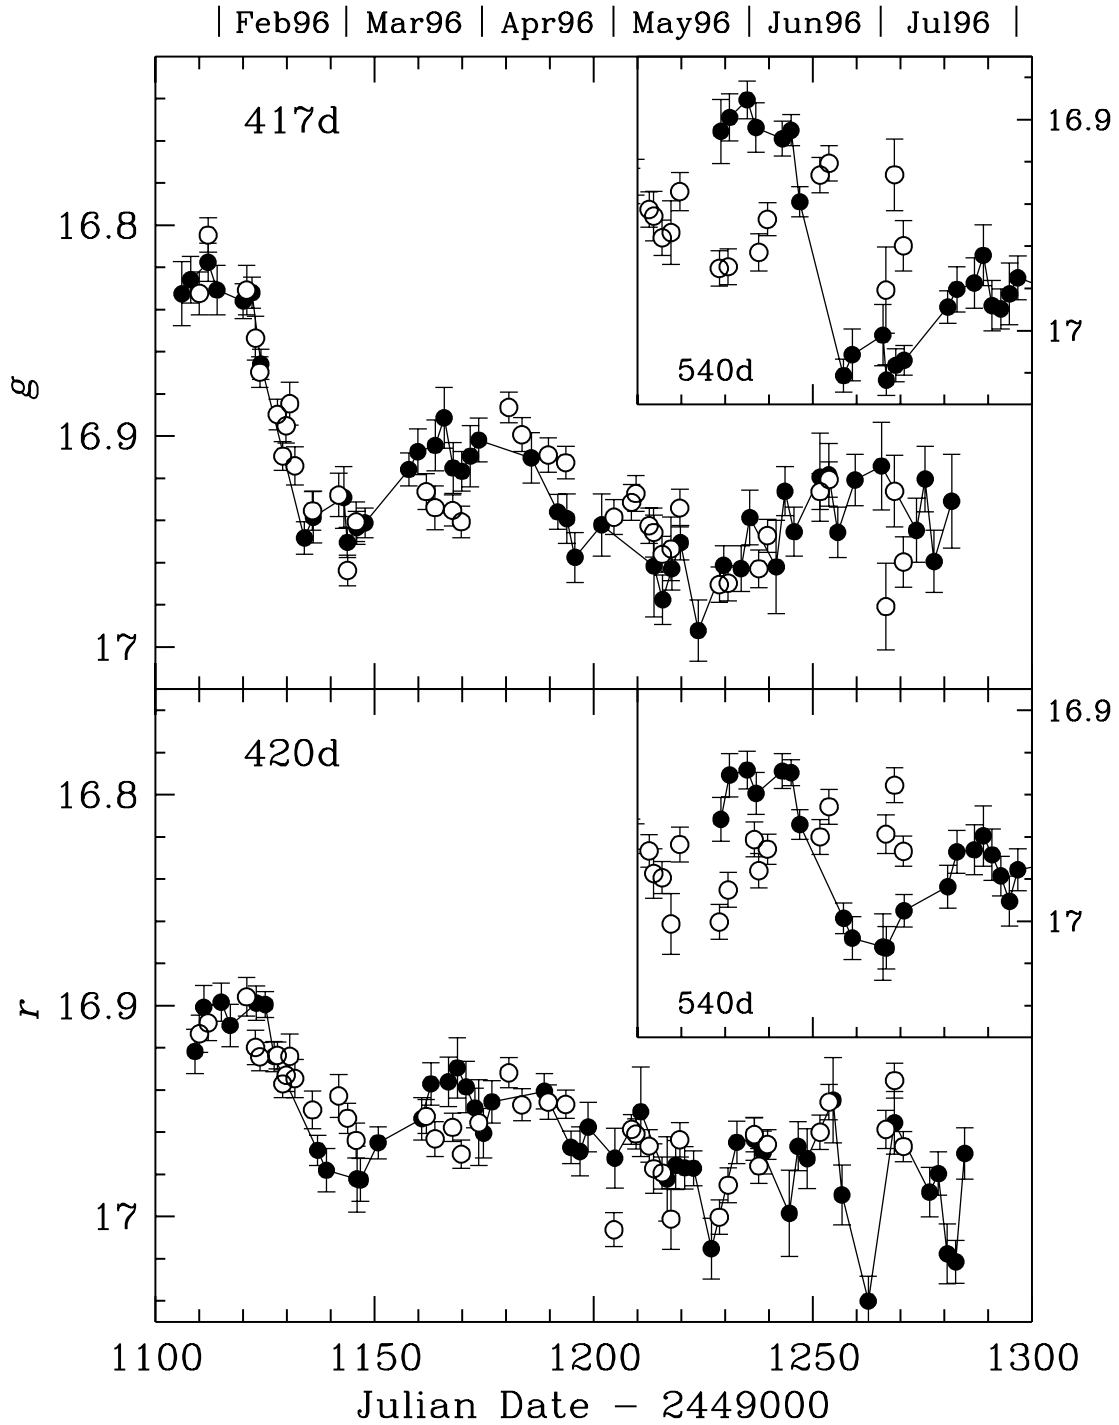 | Feb96 | Mar96 | Apr96 | May96 | Jun96 | Jul96 |
417d
16.9
16.8
17
540d
g
16.9
17
16.9
420d
16.8
17
540d
r
16.9
17
1100 1150 1200 1250 1300
Julian Date − 2449000